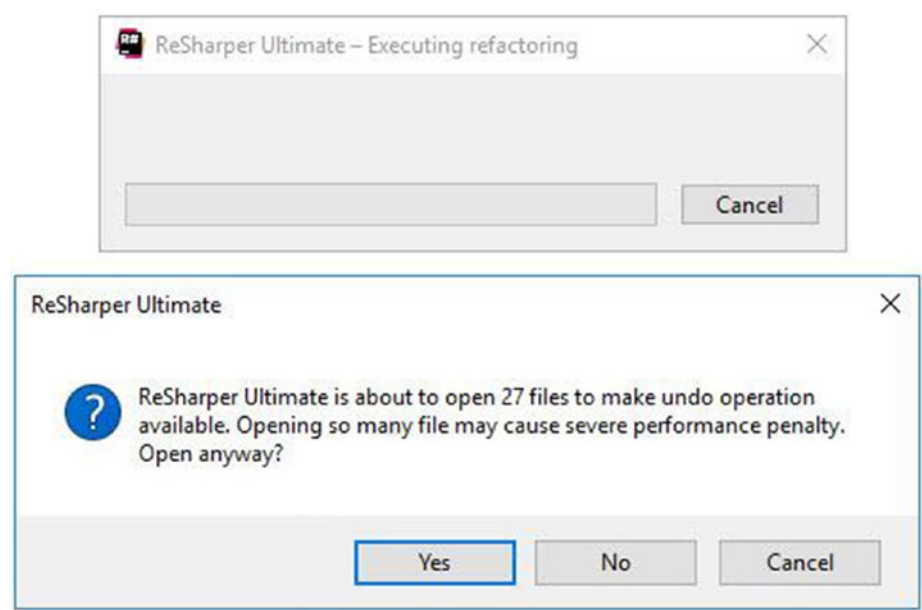 R#
ReSharper Ultimate – Executing refactoring
Cancel
ReSharper Ultimate
ReSharper Ultimate is about to open 27 files to make undo operation
available. Opening so many file may cause severe performance penalty.
Open anyway?
Yes No Cancel